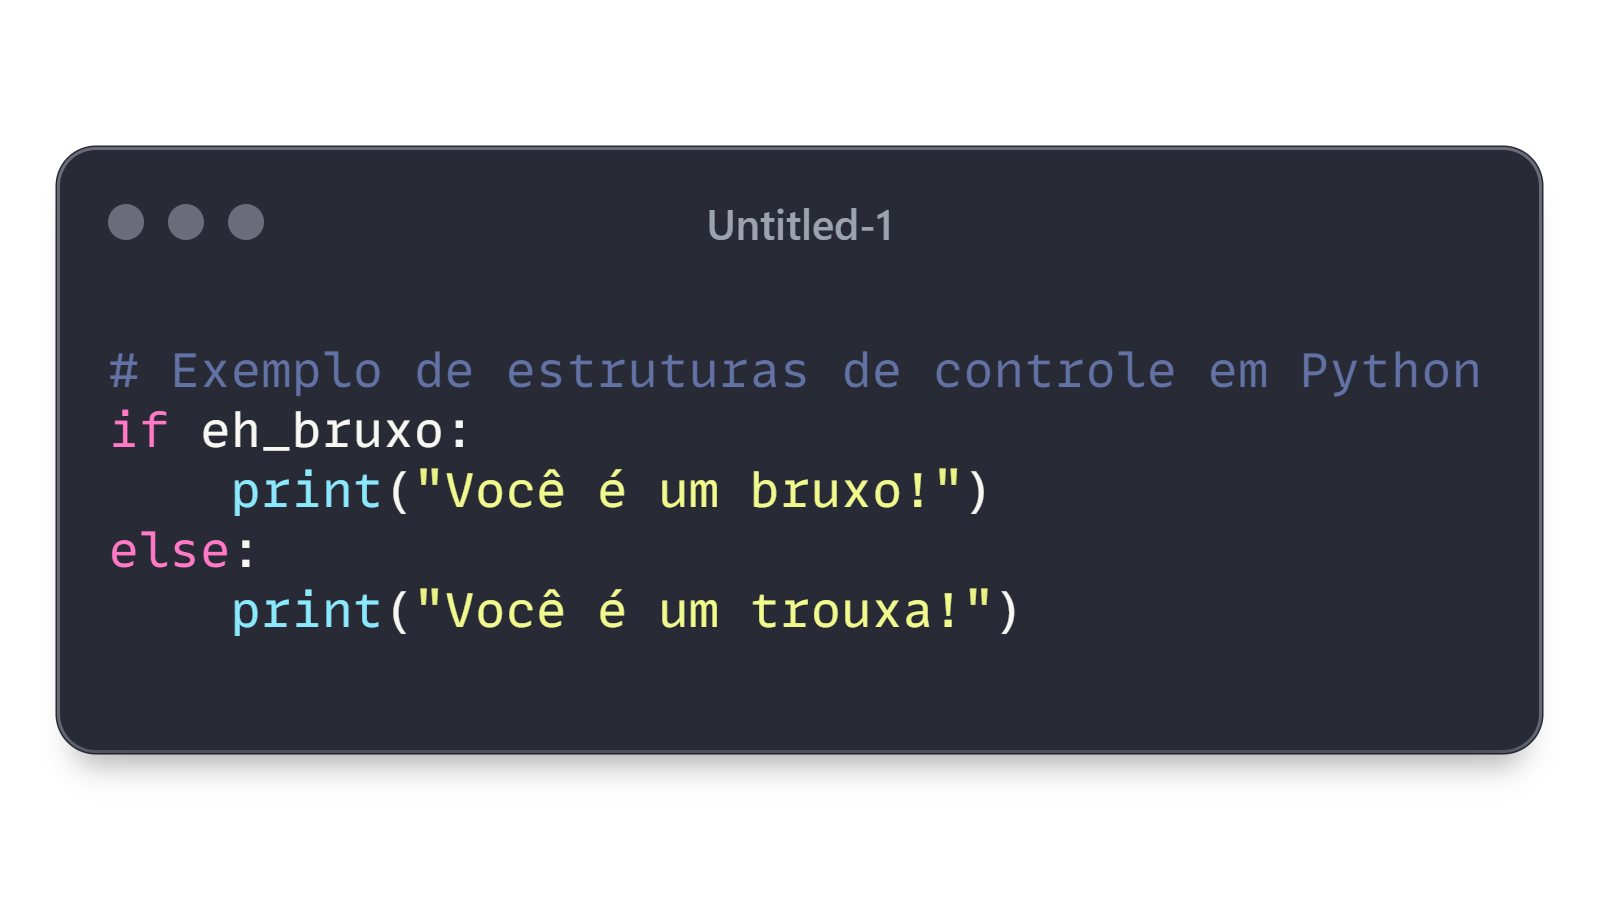 Untitled-1
# Exemplo de estruturas de controle em Python
if eh_bruxo:
    print("Você é um bruxo!")
else:
    print("Você é um trouxa!")